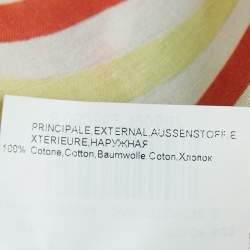 PRINCIPALE,EXTERNAL,AUSSENSTOFF,E
XTERIEURE,НАРУЖНАЯ
100% Cotone,Cotton,Baumwolle,Coton,Хлопок